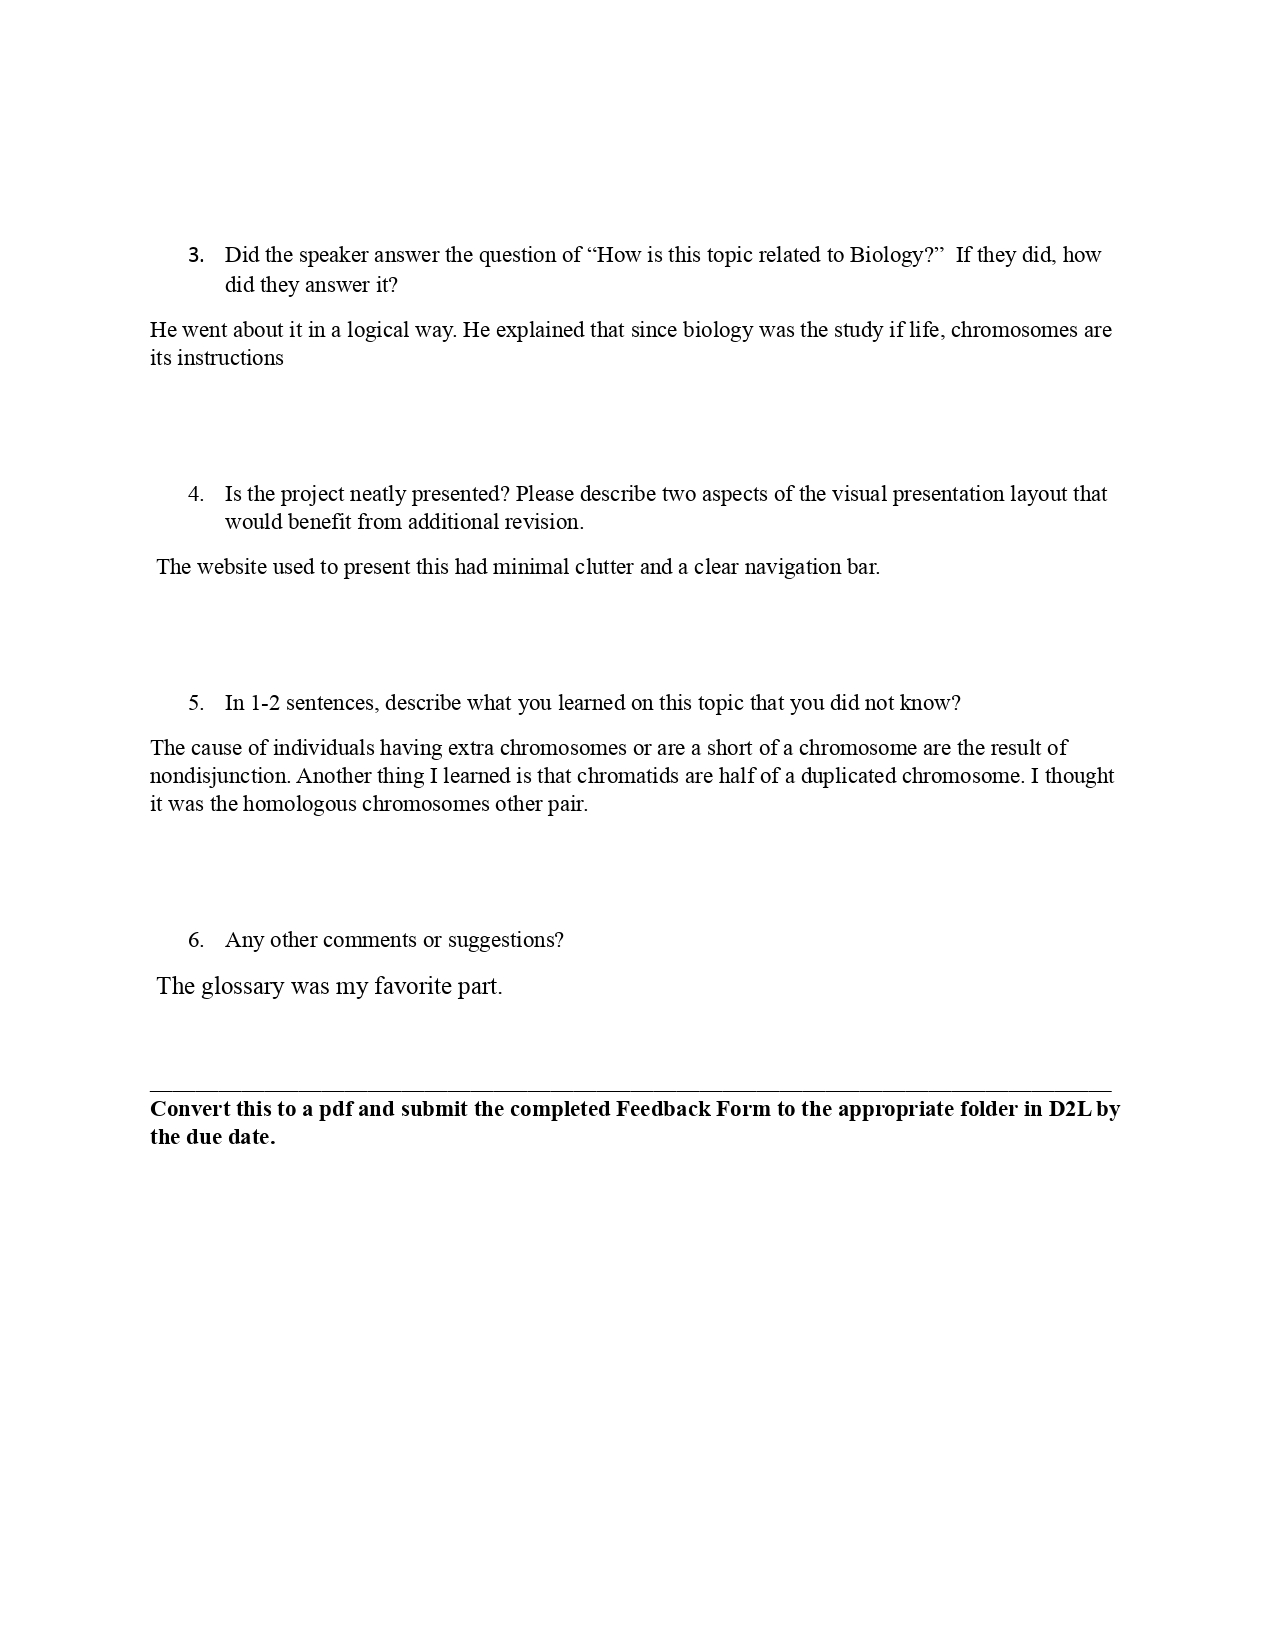 3. Did the speaker answer the question of “How is this topic related to Biology?”  If they did, how
did they answer it?
He went about it in a logical way. He explained that since biology was the study if life, chromosomes are
its instructions
4. Is the project neatly presented? Please describe two aspects of the visual presentation layout that
would benefit from additional revision.
The website used to present this had minimal clutter and a clear navigation bar.
5. In 1-2 sentences, describe what you learned on this topic that you did not know?
The cause of individuals having extra chromosomes or are a short of a chromosome are the result of
nondisjunction. Another thing I learned is that chromatids are half of a duplicated chromosome. I thought
it was the homologous chromosomes other pair.
6. Any other comments or suggestions?
The glossary was my favorite part.
Convert this to a pdf and submit the completed Feedback Form to the appropriate folder in D2L by
the due date.